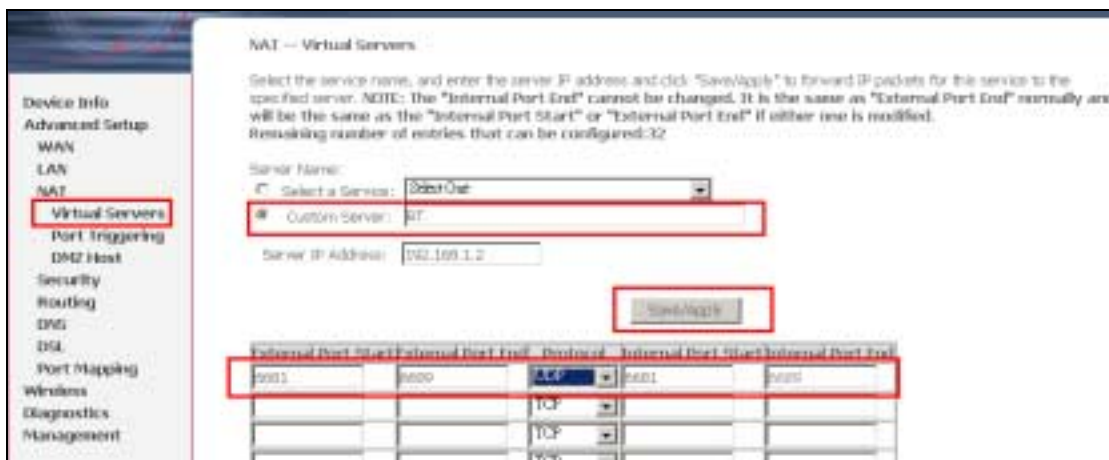 NAT -- Virtual Servers
Select the service name, and enter the server IP address and click "Save/Apply" to forward IP packets for this service to the
specified server. NOTE: The "Internal Port End" cannot be changed. It is the same as "External Port End" normally and
will be the same as the "Internal Port Start" or "External Port End" if either one is modified.
Remaining number of entries that can be configured:32
Server Name:
Select a Service: Select One
Custom Server: BT
Server IP Address: 192.168.1.2
Save/Apply
External Port Start External Port End Protocol Internal Port Start Internal Port End
UDP
TCP
TCP
TCP
Device Info
Advanced Setup
WAN
LAN
NAT
Virtual Servers
Port Triggering
DMZ Host
Security
Routing
DNS
DSL
Port Mapping
Wireless
Diagnostics
Management